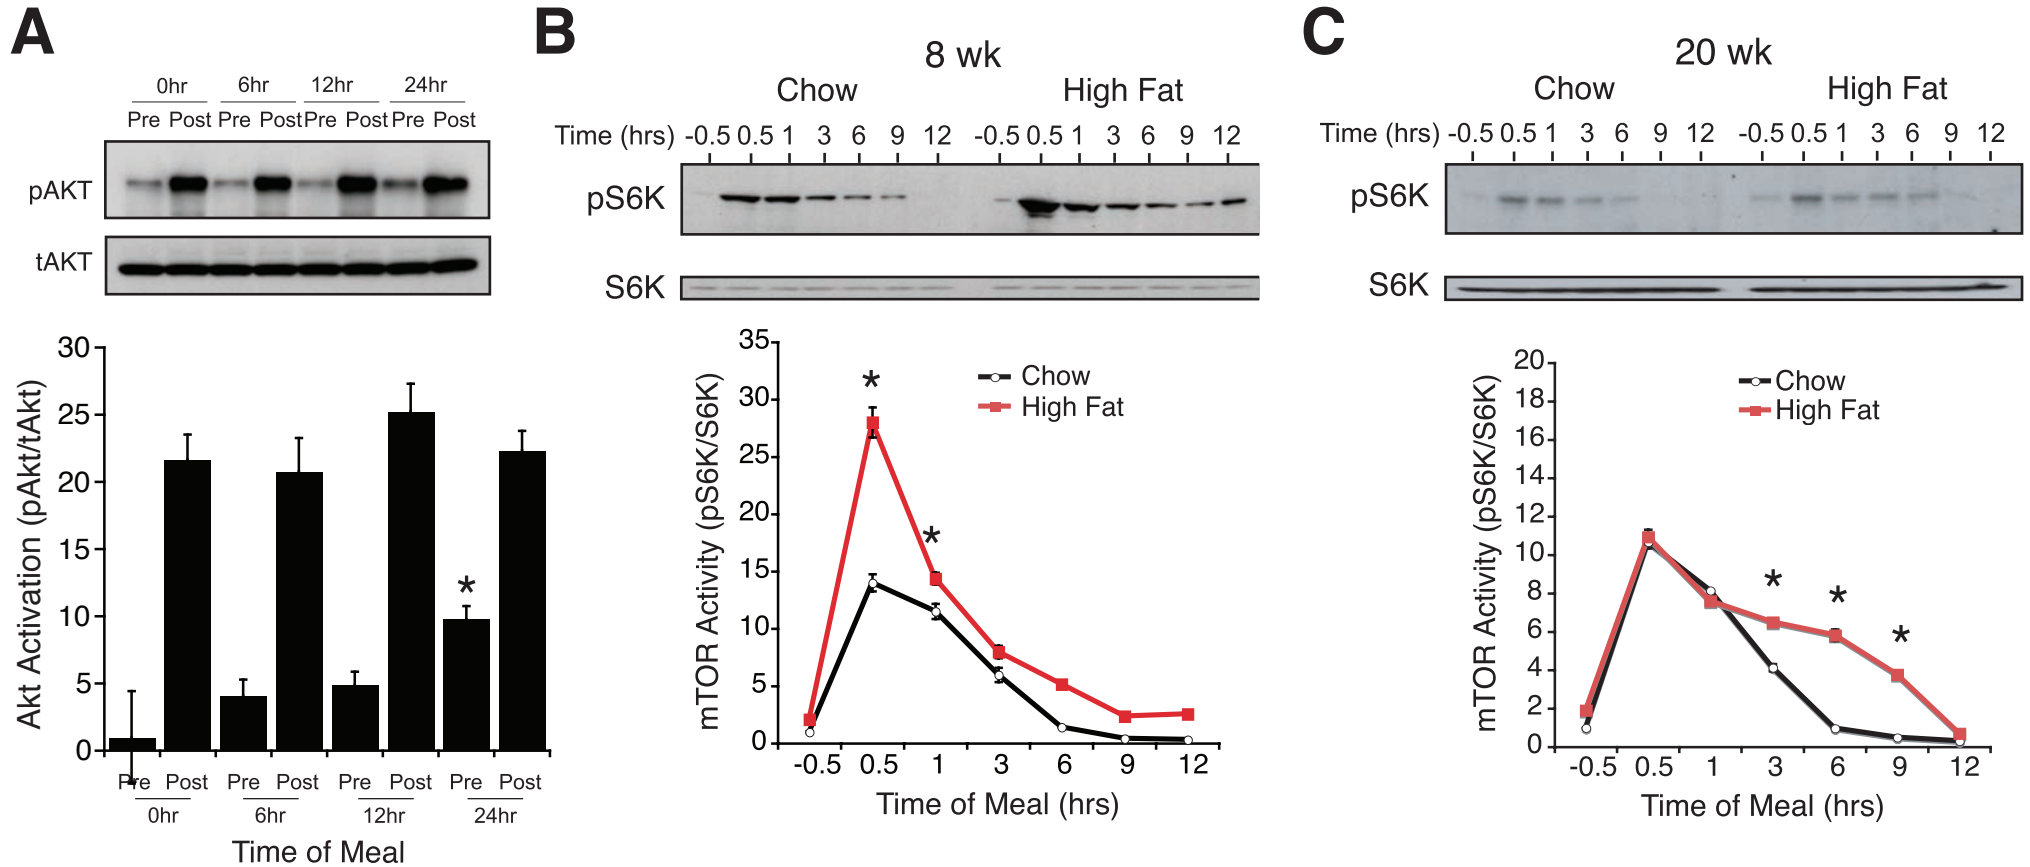 A
0hr 6hr 12hr 24hr
Pre Post Pre Post Pre Post Pre Post
pAKT
tAKT
30
25
20
15
10
5
0
Akt Activation (pAkt/tAkt)
*
Pre Post Pre Post Pre Post Pre Post
0hr 6hr 12hr 24hr
Time of Meal
B
8 wk
Chow High Fat
Time (hrs) -0.5 0.5 1 3 6 9 12 -0.5 0.5 1 3 6 9 12
pS6K
S6K
35
30
25
20
15
10
5
0
mTOR Activity (pS6K/S6K)
* *
Chow
High Fat
-0.5 0.5 1 3 6 9 12
Time of Meal (hrs)
C
20 wk
Chow High Fat
Time (hrs) -0.5 0.5 1 3 6 9 12 -0.5 0.5 1 3 6 9 12
pS6K
S6K
20
18
16
14
12
10
8
6
4
2
0
mTOR Activity (pS6K/S6K)
Chow
High Fat
* * *
-0.5 0.5 1 3 6 9 12
Time of Meal (hrs)